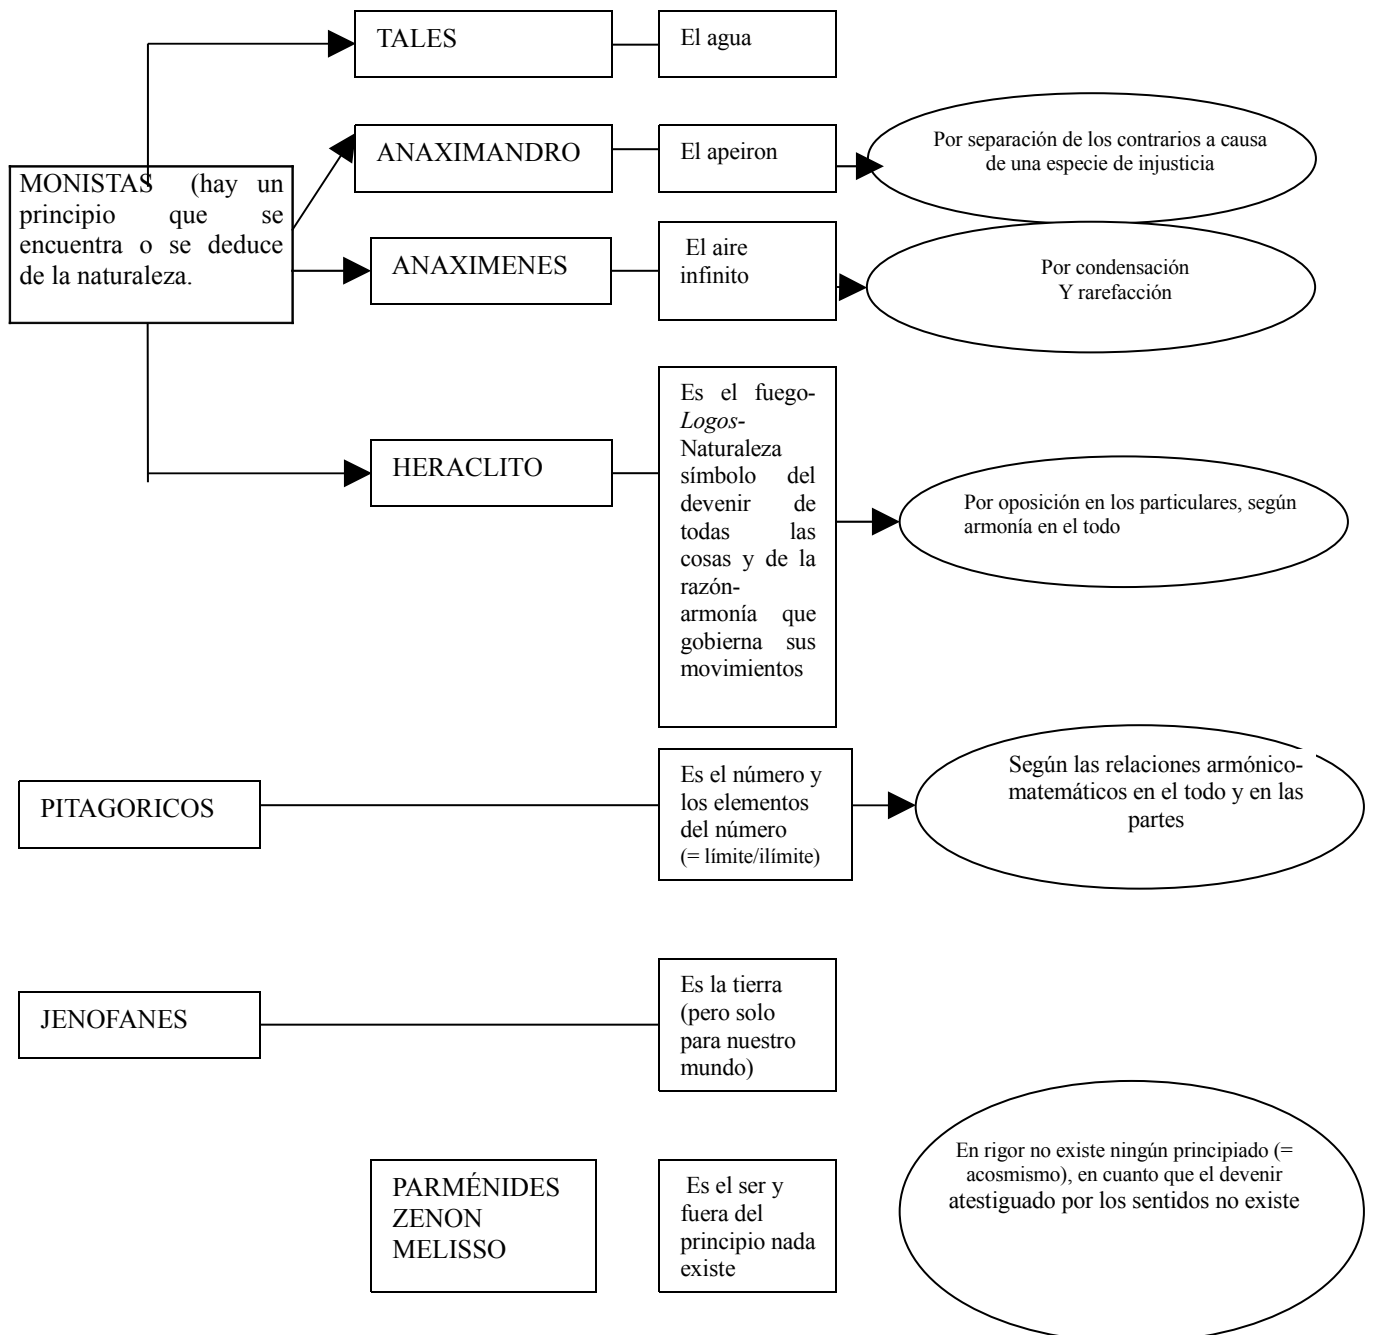 TALES
El agua
ANAXIMANDRO
El apeiron
Por separación de los contrarios a causa
de una especie de injusticia
MONISTAS (hay un
principio que se
encuentra o se deduce
de la naturaleza.
ANAXIMENES
El aire
infinito
Por condensación
Y rarefacción
HERACLITO
Es el fuego-
Logos-
Naturaleza
símbolo del
devenir de
todas las
cosas y de la
razón-
armonía que
gobierna sus
movimientos
Por oposición en los particulares, según
armonía en el todo
PITAGORICOS
Es el número y
los elementos
del número
(= límite/ilímite)
Según las relaciones armónico-
matemáticos en el todo y en las
partes
JENOFANES
Es la tierra
(pero solo
para nuestro
mundo)
PARMÉNIDES
ZENON
MELISSO
Es el ser y
fuera del
principio nada
existe
En rigor no existe ningún principiado (=
acosmismo), en cuanto que el devenir
atestiguado por los sentidos no existe